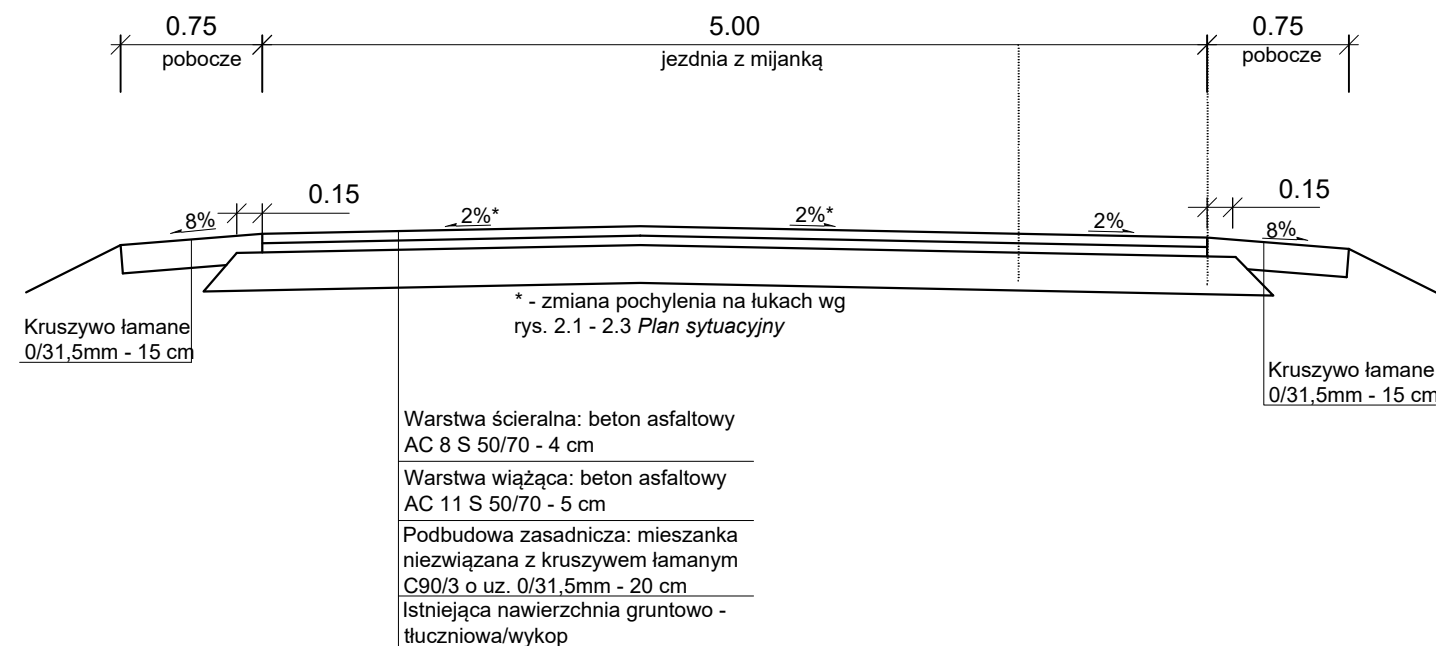 0.75
5.00
0.75
pobocze
jezdnia z mijanką
pobocze
0.15
0.15
8%
2%*
2%*
2%
8%
* - zmiana pochylenia na łukach wg
rys. 2.1 - 2.3 Plan sytuacyjny
Kruszywo łamane
0/31,5mm - 15 cm
Kruszywo łamane
0/31,5mm - 15 cm
Warstwa ścieralna: beton asfaltowy
AC 8 S 50/70 - 4 cm
Warstwa wiążąca: beton asfaltowy
AC 11 S 50/70 - 5 cm
Podbudowa zasadnicza: mieszanka
niezwiązana z kruszywem łamanym
C90/3 o uz. 0/31,5mm - 20 cm
Istniejąca nawierzchnia gruntowo -
tłuczniowa/wykop